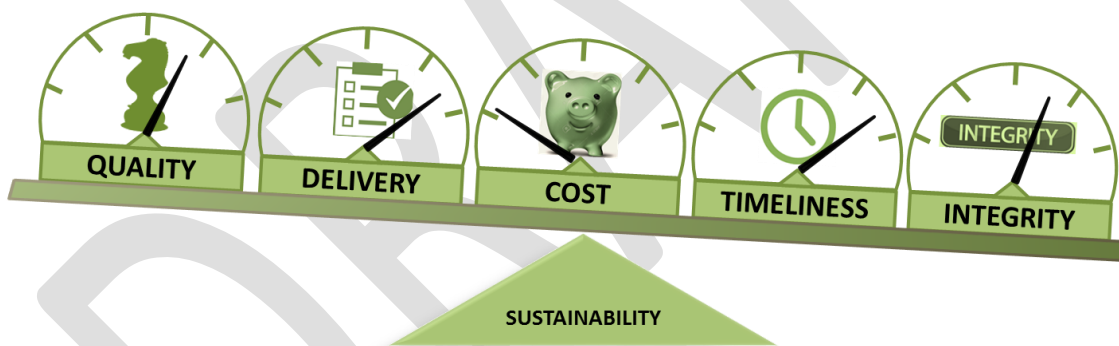 INTEGRITY
QUALITY
DELIVERY
COST
TIMELINESS
INTEGRITY
SUSTAINABILITY